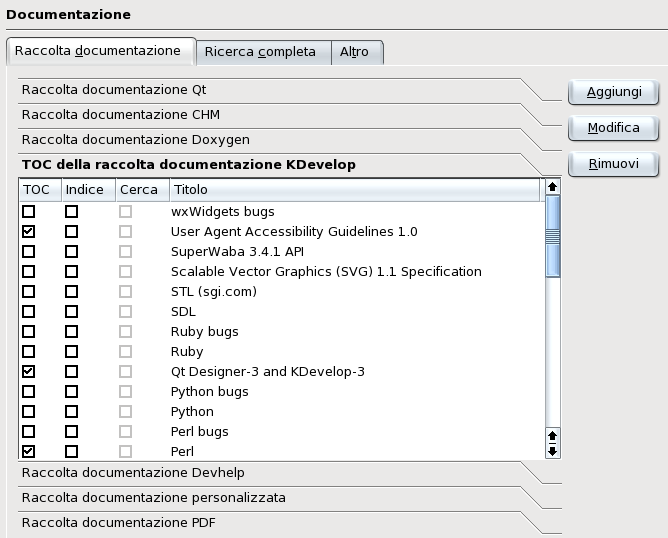 Documentazione
Raccolta documentazione Ricerca completa Altro
Raccolta documentazione Qt
Raccolta documentazione CHM
Raccolta documentazione Doxygen
TOC della raccolta documentazione KDevelop
Aggiungi
Modifica
Rimuovi
TOC Indice Cerca Titolo
wxWidgets bugs
User Agent Accessibility Guidelines 1.0
SuperWaba 3.4.1 API
Scalable Vector Graphics (SVG) 1.1 Specification
STL (sgi.com)
SDL
Ruby bugs
Ruby
Qt Designer-3 and KDevelop-3
Python bugs
Python
Perl bugs
Perl
Raccolta documentazione Devhelp
Raccolta documentazione personalizzata
Raccolta documentazione PDF